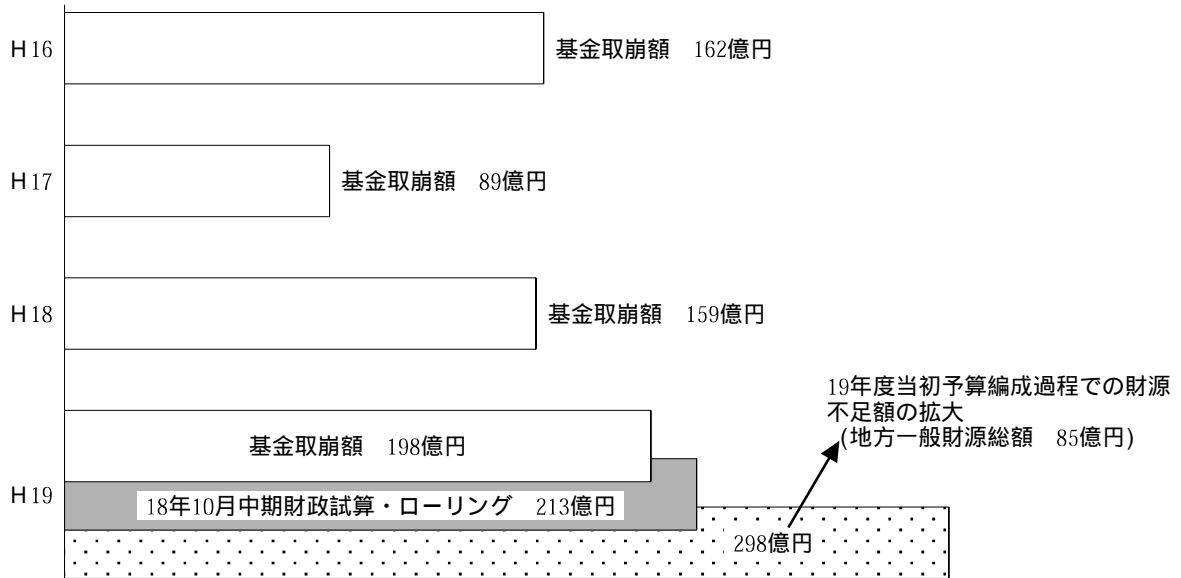 H16
基金取崩額　162億円
H17
基金取崩額　89億円
H18
基金取崩額　159億円
19年度当初予算編成過程での財源
不足額の拡大
(地方一般財源総額　85億円)
基金取崩額　198億円
H19
18年10月中期財政試算・ローリング　213億円
298億円